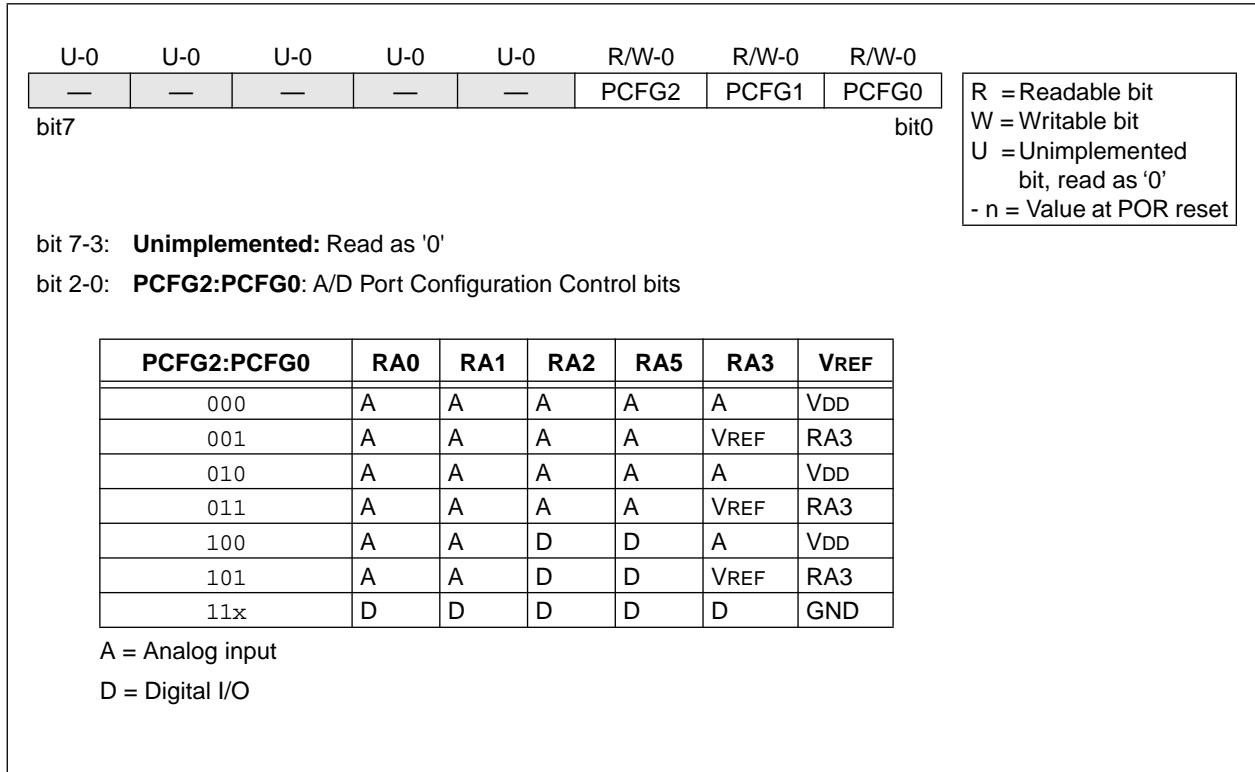 U-0 U-0 U-0 U-0 U-0 R/W-0 R/W-0 R/W-0
— — — — — PCFG2 PCFG1 PCFG0
bit7 bit0
R = Readable bit
W = Writable bit
U = Unimplemented
bit, read as ‘0’
- n = Value at POR reset
bit 7-3: Unimplemented: Read as '0'
bit 2-0: PCFG2:PCFG0: A/D Port Configuration Control bits
PCFG2:PCFG0 RA0 RA1 RA2 RA5 RA3 VREF
000 A A A A A VDD
001 A A A A VREF RA3
010 A A A A A VDD
011 A A A A VREF RA3
100 A A D D A VDD
101 A A D D VREF RA3
11x D D D D D GND
A = Analog input
D = Digital I/O